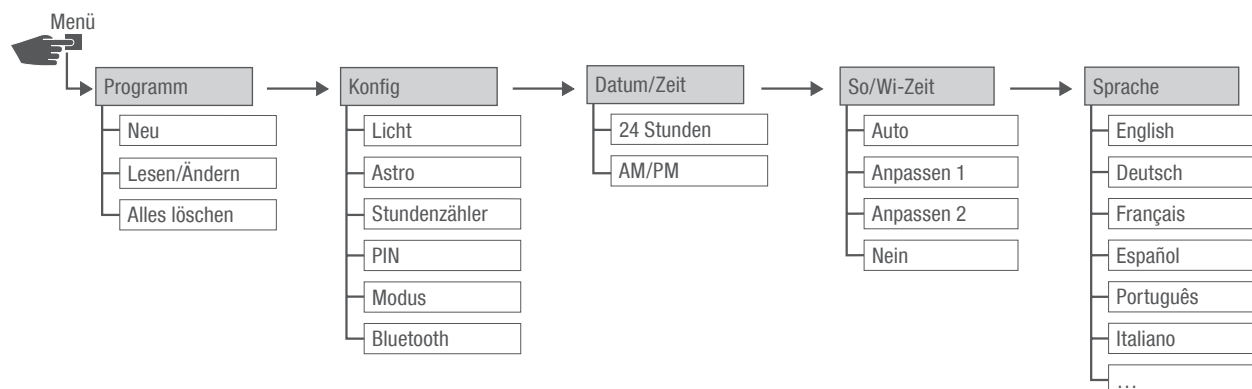 Menü
Programm
Neu
Lesen/Ändern
Alles löschen
Konfig
Licht
Astro
Stundenzähler
PIN
Modus
Bluetooth
Datum/Zeit
24 Stunden
AM/PM
So/Wi-Zeit
Auto
Anpassen 1
Anpassen 2
Nein
Sprache
English
Deutsch
Français
Español
Português
Italiano
...